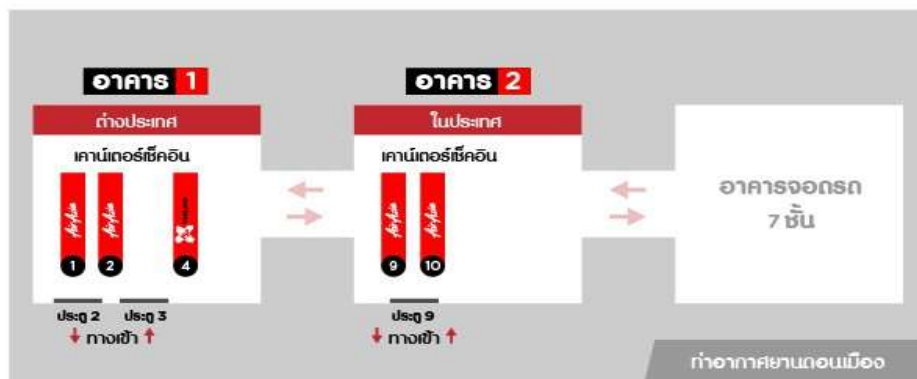 อาคาร 1
ต่างประเทศ
เคาน์เตอร์เช็คอิน
AirAsia
AirAsia
1
2
4
ประตู 2
ประตู 3
ทางเข้า
อาคาร 2
ในประเทศ
เคาน์เตอร์เช็คอิน
AirAsia
AirAsia
9
10
ประตู 9
ทางเข้า
อาคารจอดรถ
7 ชั้น
ท่าอากาศยานดอนเมือง